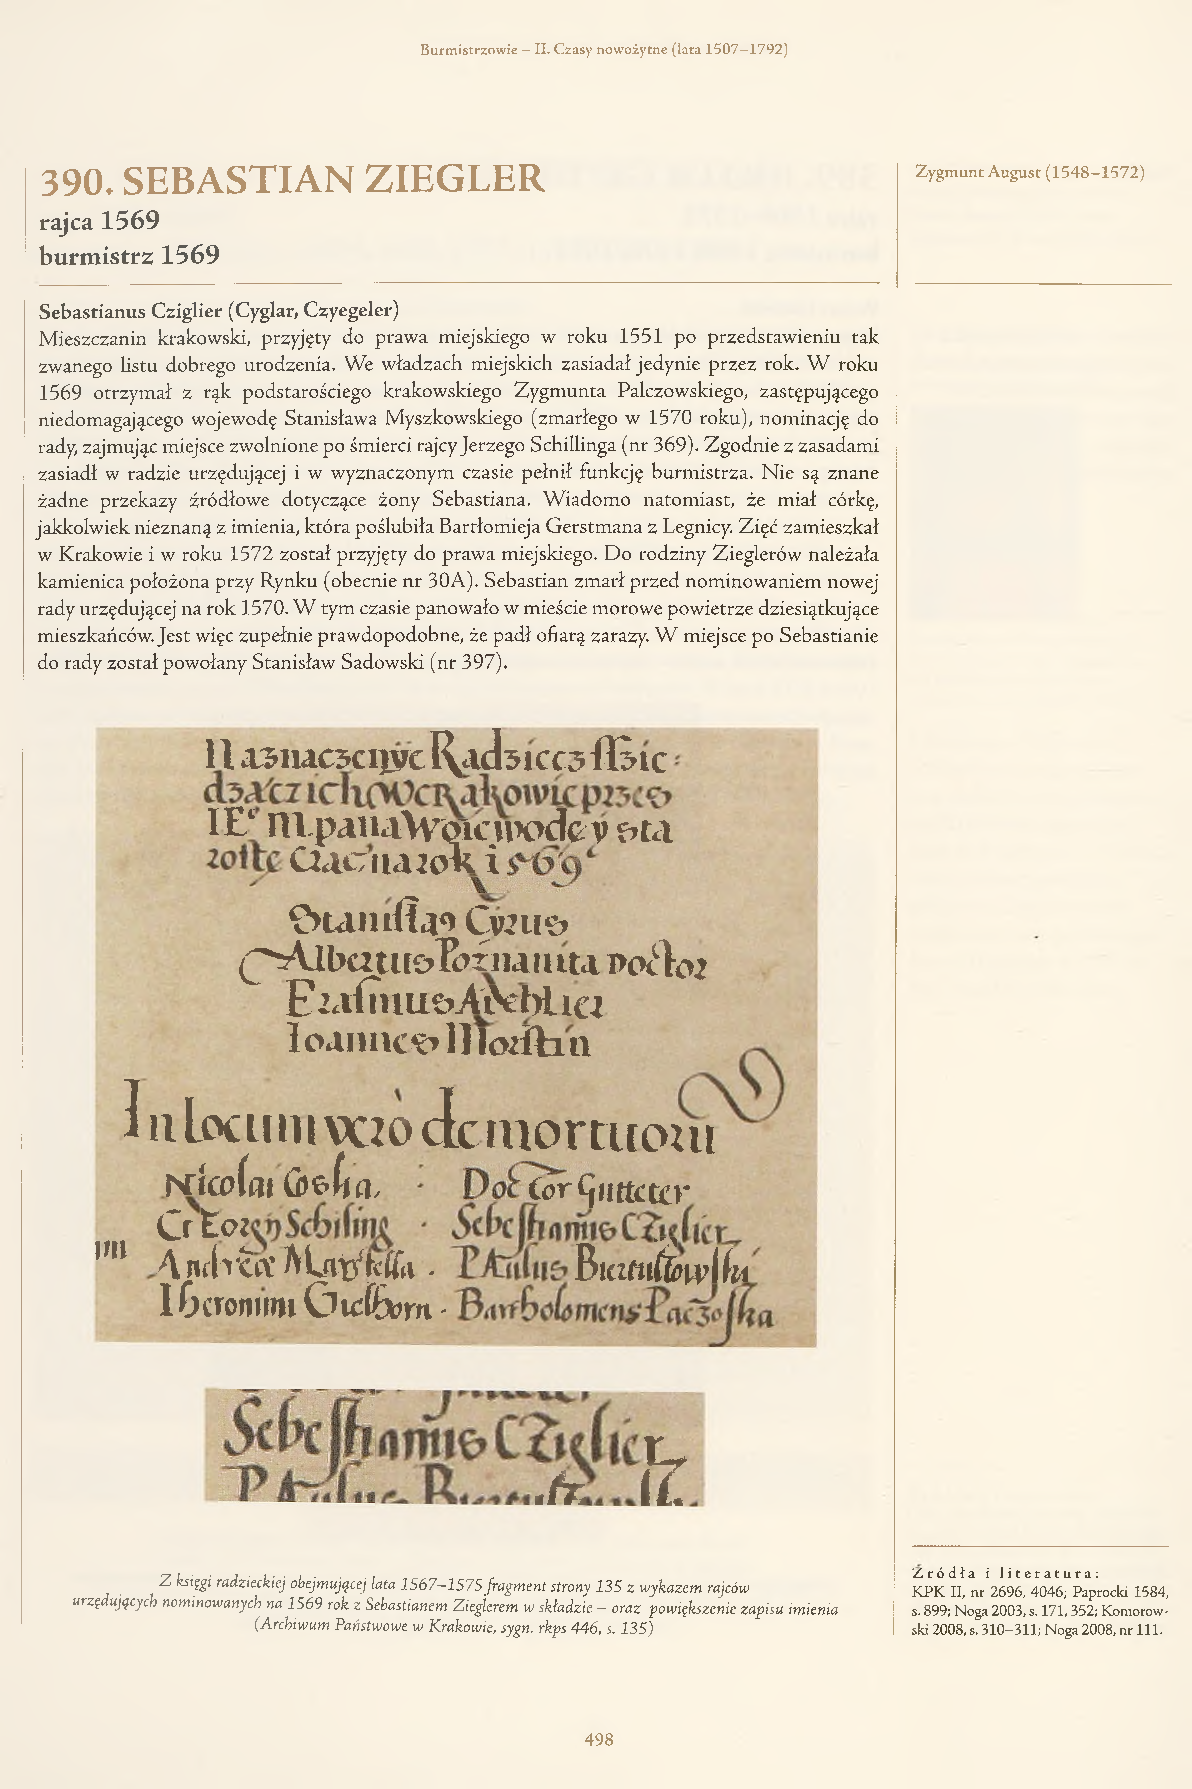 Burmistrzowie – II. Czasy nowożytne (lata 1507–1792)
390. SEBASTIAN ZIEGLER
rajca 1569
burmistrz 1569
Zygmunt August (1548–1572)
Sebastianus Cziglier (Cyglar, Czyegeler)
Mieszczanin krakowski, przyjęty do prawa miejskiego w roku 1551 po przedstawieniu tak
zwanego listu dobrego urodzenia. We władzach miejskich zasiadał jedynie przez rok. W roku
1569 otrzymał z rąk podstarościego krakowskiego Zygmunta Palczowskiego, zastępującego
niedomagającego wojewodę Stanisława Myszkowskiego (zmarłego w 1570 roku), nominację do
rady, zajmując miejsce zwolnione po śmierci rajcy Jerzego Schillinga (nr 369). Zgodnie z zasadami
zasiadł w radzie urzędującej i w wyznaczonym czasie pełnił funkcję burmistrza. Nie są znane
żadne przekazy źródłowe dotyczące żony Sebastiana. Wiadomo natomiast, że miał córkę,
jakkolwiek nieznaną z imienia, która poślubiła Bartłomieja Gerstmana z Legnicy. Zięć zamieszkał
w Krakowie i w roku 1572 został przyjęty do prawa miejskiego. Do rodziny Zieglerów należała
kamienica położona przy Rynku (obecnie nr 30A). Sebastian zmarł przed nominowaniem nowej
rady urzędującej na rok 1570. W tym czasie panowało w mieście morowe powietrze dziesiątkujące
mieszkańców. Jest więc zupełnie prawdopodobne, że padł ofiarą zarazy. W miejsce po Sebastianie
do rady został powołany Stanisław Sadowski (nr 397).
na rok 1569
Albertus Poznanita Doctor
Erasmus
Ioannes Morstin
In locum vero demortuorum
Nicolai · Doctor Gutteter
Schiling · Sebestianus CZiglier
IIII Andreæ · Paulus
Iheronimi · Bartholomeus
Sebestianus CZiglier
Z księgi radzieckiej obejmującej lata 1567–1575 fragment strony 135 z wykazem rajców
urzędujących nominowanych na 1569 rok z Sebastianem Zieglerem w składzie – oraz powiększenie zapisu imienia
(Archiwum Państwowe w Krakowie, sygn. rkps 446, s. 135)
Źródła i literatura:
KPK II, nr 2696, 4046; Paprocki 1584,
s. 899; Noga 2003, s. 171, 352; Komorow-
ski 2008, s. 310–311; Noga 2008, nr 111.
498